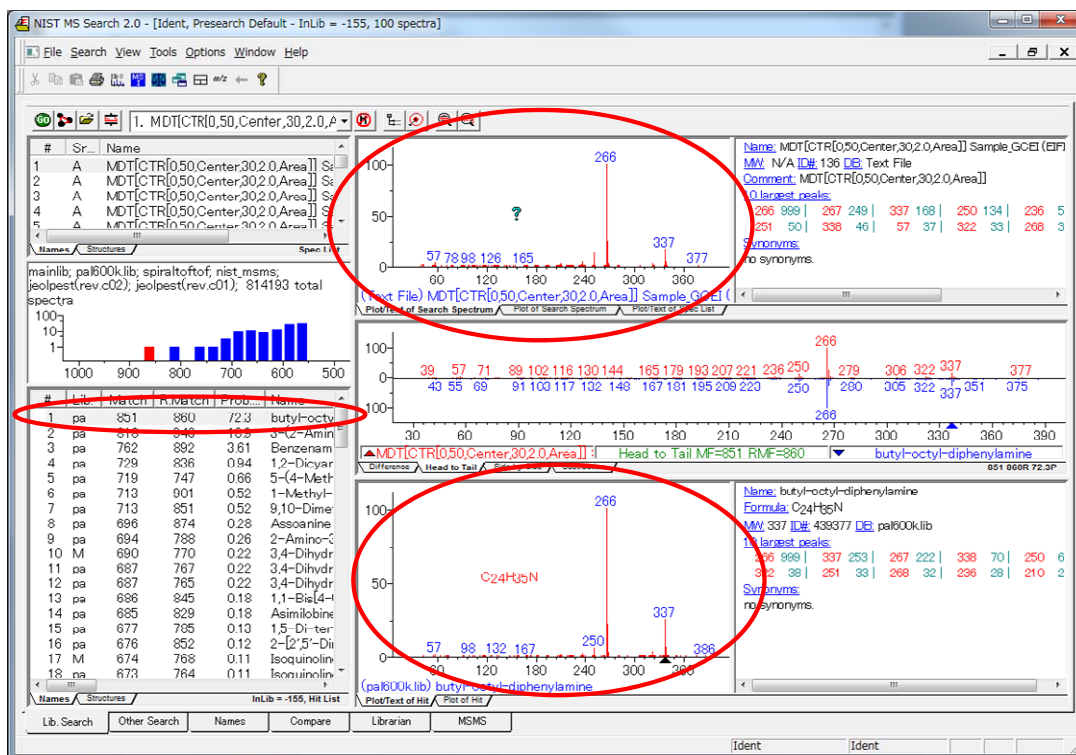 NIST MS Search 2.0 - [Ident, Presearch Default - InLib = -155, 100 spectra]
File Search View Tools Options Window Help
1. MDT[CTR[0,50,Center,30,2.0,A
# Sr... Name
1 A MDT[CTR[0,50,Center,30,2.0,Area]] Sa
2 A MDT[CTR[0,50,Center,30,2.0,Area]] Sa
3 A MDT[CTR[0,50,Center,30,2.0,Area]] Sa
4 A MDT[CTR[0,50,Center,30,2.0,Area]] Sa
5 A MDT[CTR[0,50,Center,30,2.0,Area]] Sa
Names Structures Spec List
mainlib; pal600k.lib; spiraltoftof; nist_msms;
jeolpest(rev.c02); jeolpest(rev.c01); 814193 total
spectra
100
10
1
1000 900 800 700 600 500
# Lib. Match R.Match Prob... Name
1 pa 851 860 72.3 butyl-octy
2 pa 818 948 18.9 3-(2-Amin
3 pa 762 892 3.61 Benzenam
4 pa 729 836 0.94 1,2-Dicyar
5 pa 719 747 0.66 5-(4-Meth
6 pa 713 901 0.52 1-Methyl-
7 pa 713 851 0.52 9,10-Dime
8 pa 696 874 0.28 Assoanine
9 pa 694 788 0.26 2-Amino-3
10 M 690 770 0.22 3,4-Dihydr
11 pa 687 767 0.22 3,4-Dihydr
12 pa 687 765 0.22 3,4-Dihydr
13 pa 686 845 0.18 1,1-Bis[4-(
14 pa 685 829 0.18 Asimilobine
15 pa 677 785 0.13 1,5-Di-ter
16 pa 676 852 0.12 2-[2',5'-Di
17 M 674 768 0.11 Isoquinolin
18 pa 673 764 0.11 Isoquinolin
Names Structures InLib = -155, Hit List
Lib. Search Other Search Names Compare Librarian MSMS
100
50
0
266
?
57 78 98 126 165 337 377
60 120 180 240 300 360
(Text File) MDT[CTR[0,50,Center,30,2.0,Area]] Sample_GCEI (
Plot/Text of Search Spectrum Plot of Search Spectrum Plot/Text of Spec List
Name: MDT[CTR[0,50,Center,30,2.0,Area]] Sample_GCEI (EIF
MW: N/A ID#: 136 DB: Text File
Comment: MDT[CTR[0,50,Center,30,2.0,Area]]
10 largest peaks:
266 999 | 267 249 | 337 168 | 250 134 | 236 5
251 50 | 338 46 | 57 37 | 322 33 | 268 3
Synonyms:
no synonyms.
100
50
0
50
100
266
39 57 71 89 102 116 130 144 165 179 193 207 221 236 250 279 306 322 337 377
43 55 69 91 103 117 132 148 167 181 195 209 223 250 280 305 322 337 351 375
266
30 60 90 120 150 180 210 240 270 300 330 360 390
MDT[CTR[0,50,Center,30,2.0,Area]] S Head to Tail MF=851 RMF=860 butyl-octyl-diphenylamine
Difference Head to Tail Side by Side 851 860R 72.3P
100
50
0
266
C24H35N
57 98 132 167 250 337 386
60 120 180 240 300 360
(pal600k.lib) butyl-octyl-diphenylamine
Plot/Text of Hit Plot of Hit
Name: butyl-octyl-diphenylamine
Formula: C24H35N
MW: 337 ID#: 439377 DB: pal600k.lib
10 largest peaks:
266 999 | 337 253 | 267 222 | 338 70 | 250 6
322 38 | 251 33 | 268 32 | 236 28 | 210 2
Synonyms:
no synonyms.
Ident Ident